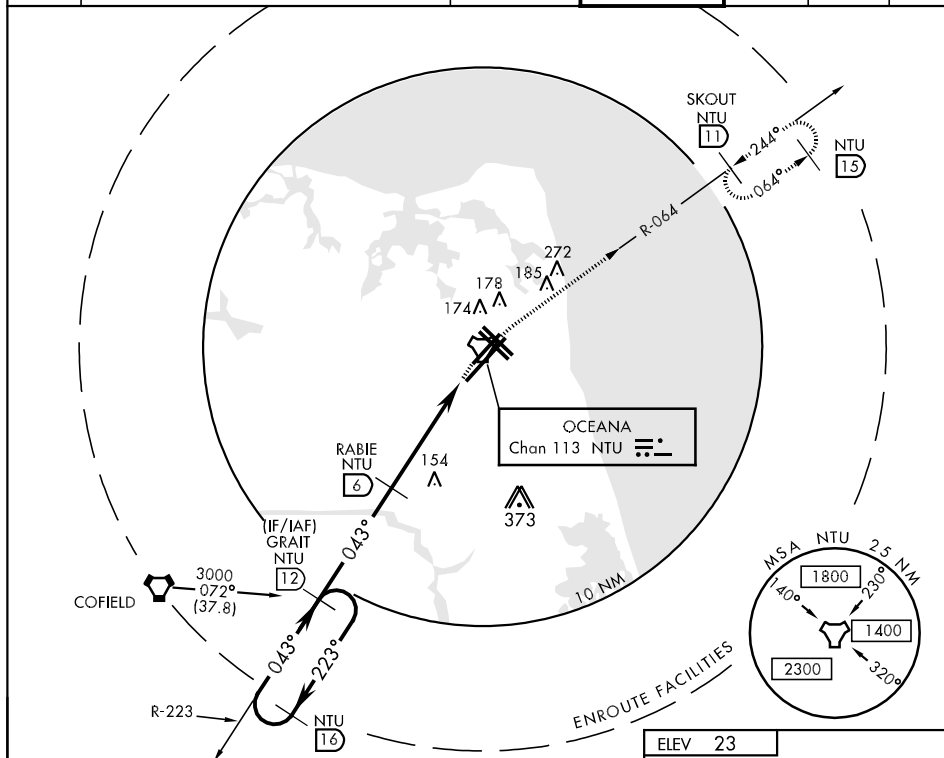 SKOUT
NTU
11
244°
064°
NTU
15
R-064
272
185
178
174
OCEANA
Chan 113 NTU
RABIE
NTU
6
154
373
043°
(IF/IAF)
GRAIT
NTU
12
3000
072°
(37.8)
COFIELD
10 NM
043°
223°
R-223
NTU
16
ENROUTE FACILITIES
MSA NTU 25 NM
1800
140°
230°
1400
2300
320°
ELEV 23